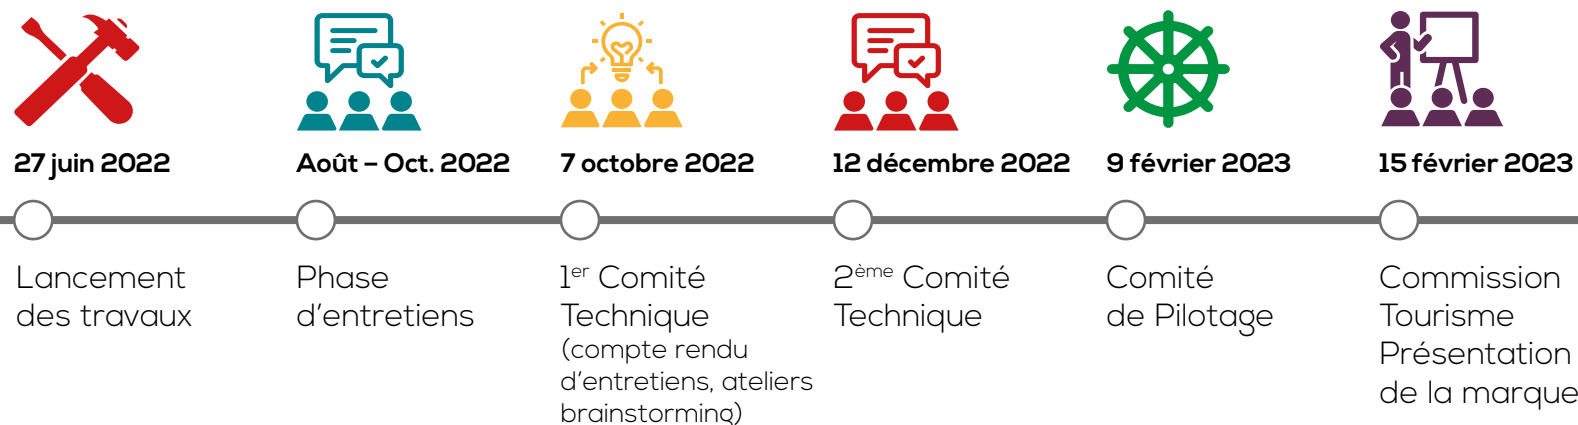 27 juin 2022
Août – Oct. 2022
7 octobre 2022
12 décembre 2022
9 février 2023
15 février 2023
Lancement
des travaux
Phase
d’entretiens
1er Comité
Technique
(compte rendu
d’entretiens, ateliers
brainstorming)
2ème Comité
Technique
Comité
de Pilotage
Commission
Tourisme
Présentation
de la marque